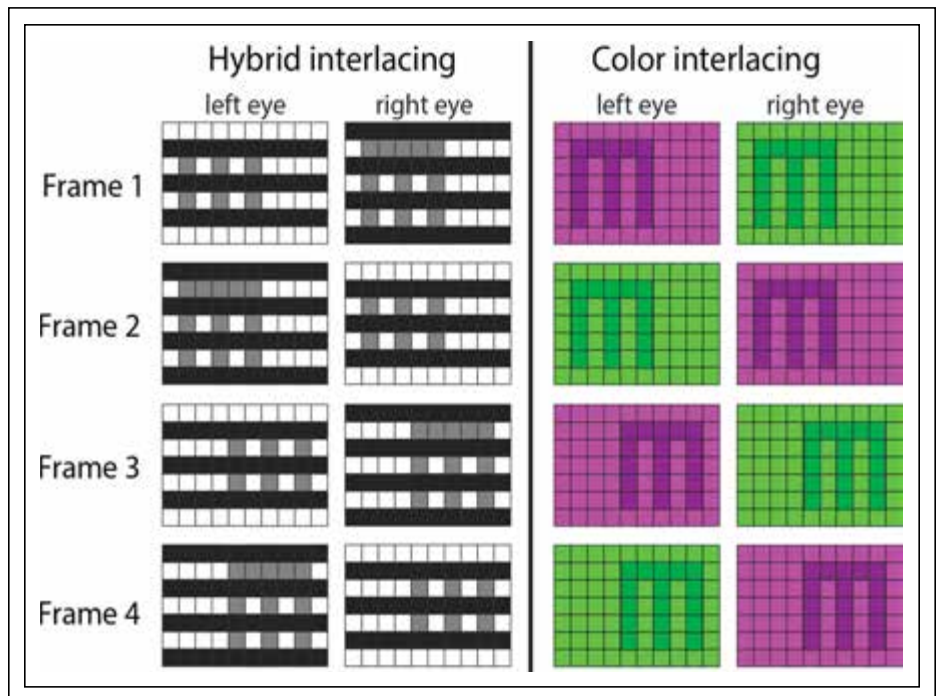 Hybrid interlacing Color interlacing
left eye right eye left eye right eye
Frame 1
Frame 2
Frame 3
Frame 4